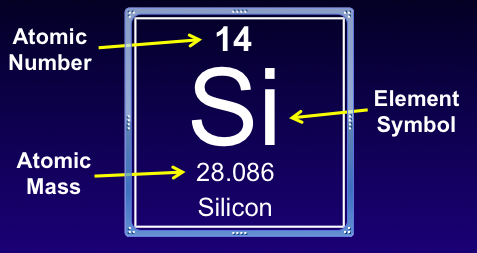 Atomic
Number
14
Si
Element
Symbol
Atomic
Mass
28.086
Silicon